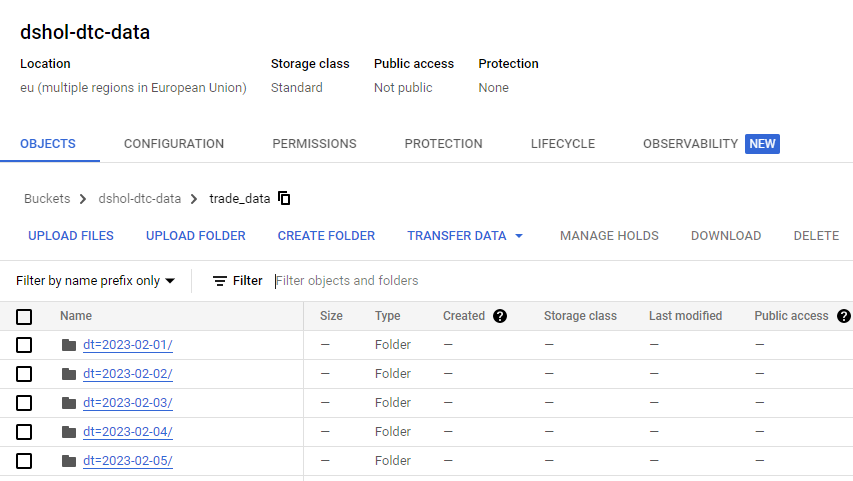 dshol-dtc-data
Location Storage class Public access Protection
eu (multiple regions in European Union) Standard Not public None
OBJECTS CONFIGURATION PERMISSIONS PROTECTION LIFECYCLE OBSERVABILITY NEW
Buckets > dshol-dtc-data > trade_data
UPLOAD FILES UPLOAD FOLDER CREATE FOLDER TRANSFER DATA MANAGE HOLDS DOWNLOAD DELETE
Filter by name prefix only Filter Filter objects and folders
Name Size Type Created ? Storage class Last modified Public access ?
dt=2023-02-01/ — Folder — — — —
dt=2023-02-02/ — Folder — — — —
dt=2023-02-03/ — Folder — — — —
dt=2023-02-04/ — Folder — — — —
dt=2023-02-05/ — Folder — — — —